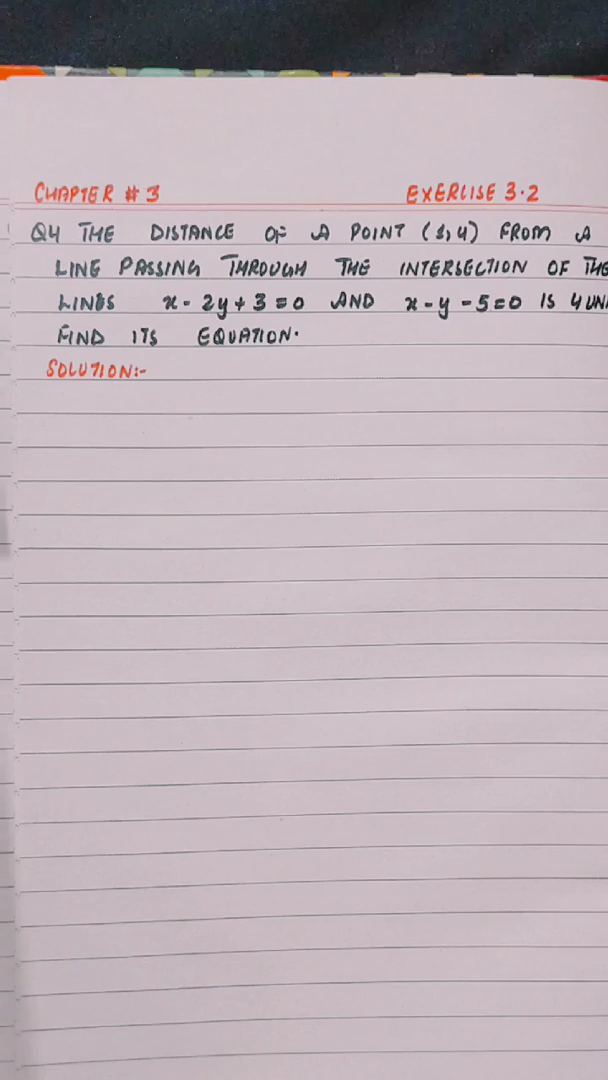 CHAPTER # 3 EXERCISE 3.2
Q4 THE DISTANCE OF A POINT (1,4) FROM A
LINE PASSING THROUGH THE INTERSECTION OF THE
LINES x - 2y + 3 = 0 AND x - y - 5 = 0 IS 4 UNI
FIND ITS EQUATION.
SOLUTION:-